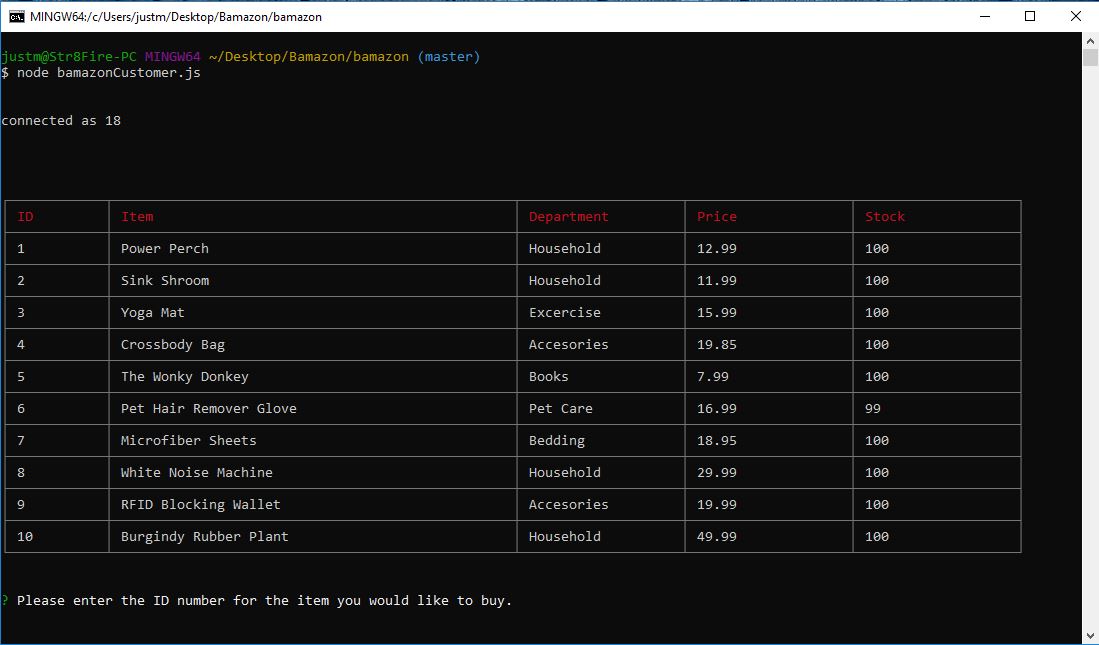 MINGW64:/c/Users/justm/Desktop/Bamazon/bamazon
justm@Str8Fire-PC MINGW64 ~/Desktop/Bamazon/bamazon (master)
$ node bamazonCustomer.js
connected as 18
ID Item Department Price Stock
1 Power Perch Household 12.99 100
2 Sink Shroom Household 11.99 100
3 Yoga Mat Excercise 15.99 100
4 Crossbody Bag Accesories 19.85 100
5 The Wonky Donkey Books 7.99 100
6 Pet Hair Remover Glove Pet Care 16.99 99
7 Microfiber Sheets Bedding 18.95 100
8 White Noise Machine Household 29.99 100
9 RFID Blocking Wallet Accesories 19.99 100
10 Burgindy Rubber Plant Household 49.99 100
? Please enter the ID number for the item you would like to buy.